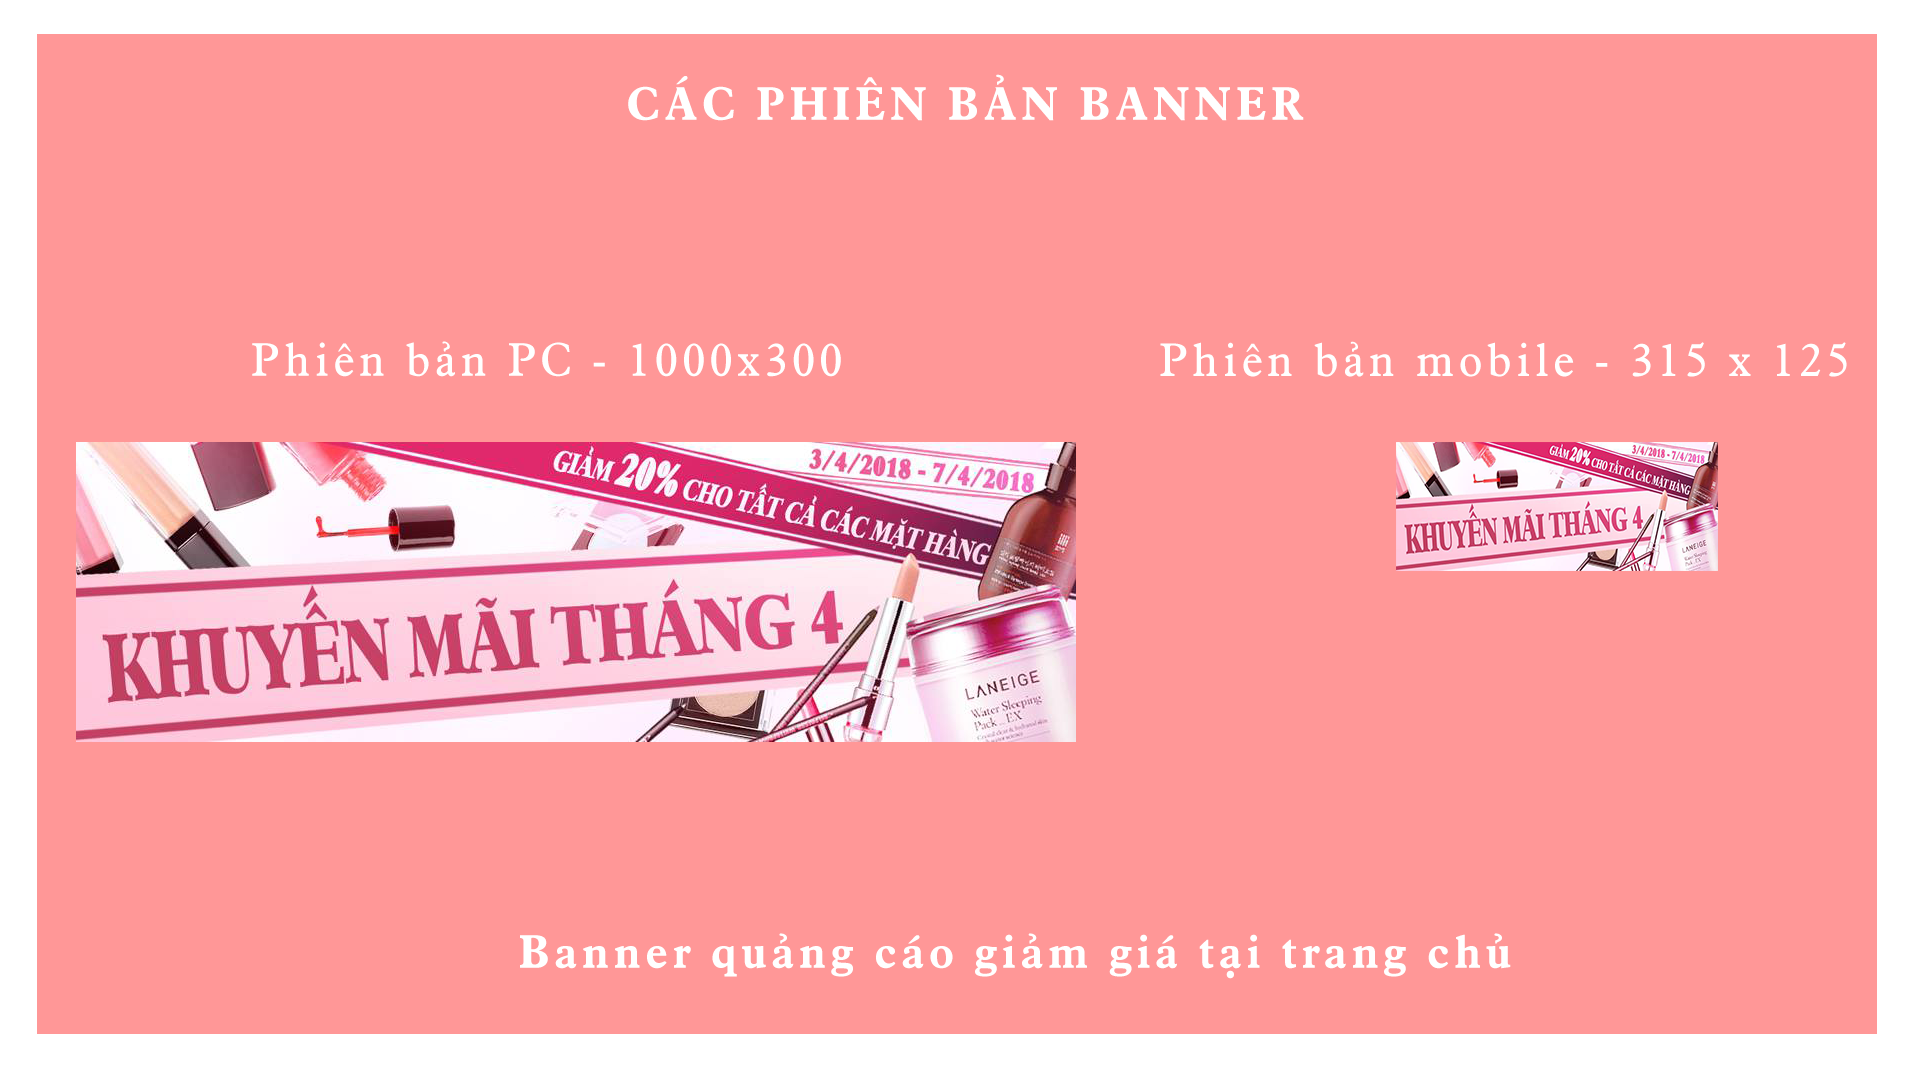 CÁC PHIÊN BẢN BANNER
Phiên bản PC - 1000x300
Phiên bản mobile - 315 x 125
GIẢM 20% CHO TẤT CẢ CÁC MẶT HÀNG
3/4/2018 - 7/4/2018
KHUYẾN MÃI THÁNG 4
LANEIGE
Water Sleeping
Pack_EX
GIẢM 20% CHO TẤT CẢ CÁC MẶT HÀNG
3/4/2018 - 7/4/2018
KHUYẾN MÃI THÁNG 4
LANEIGE
Water Sleeping
Pack_EX
Banner quảng cáo giảm giá tại trang chủ